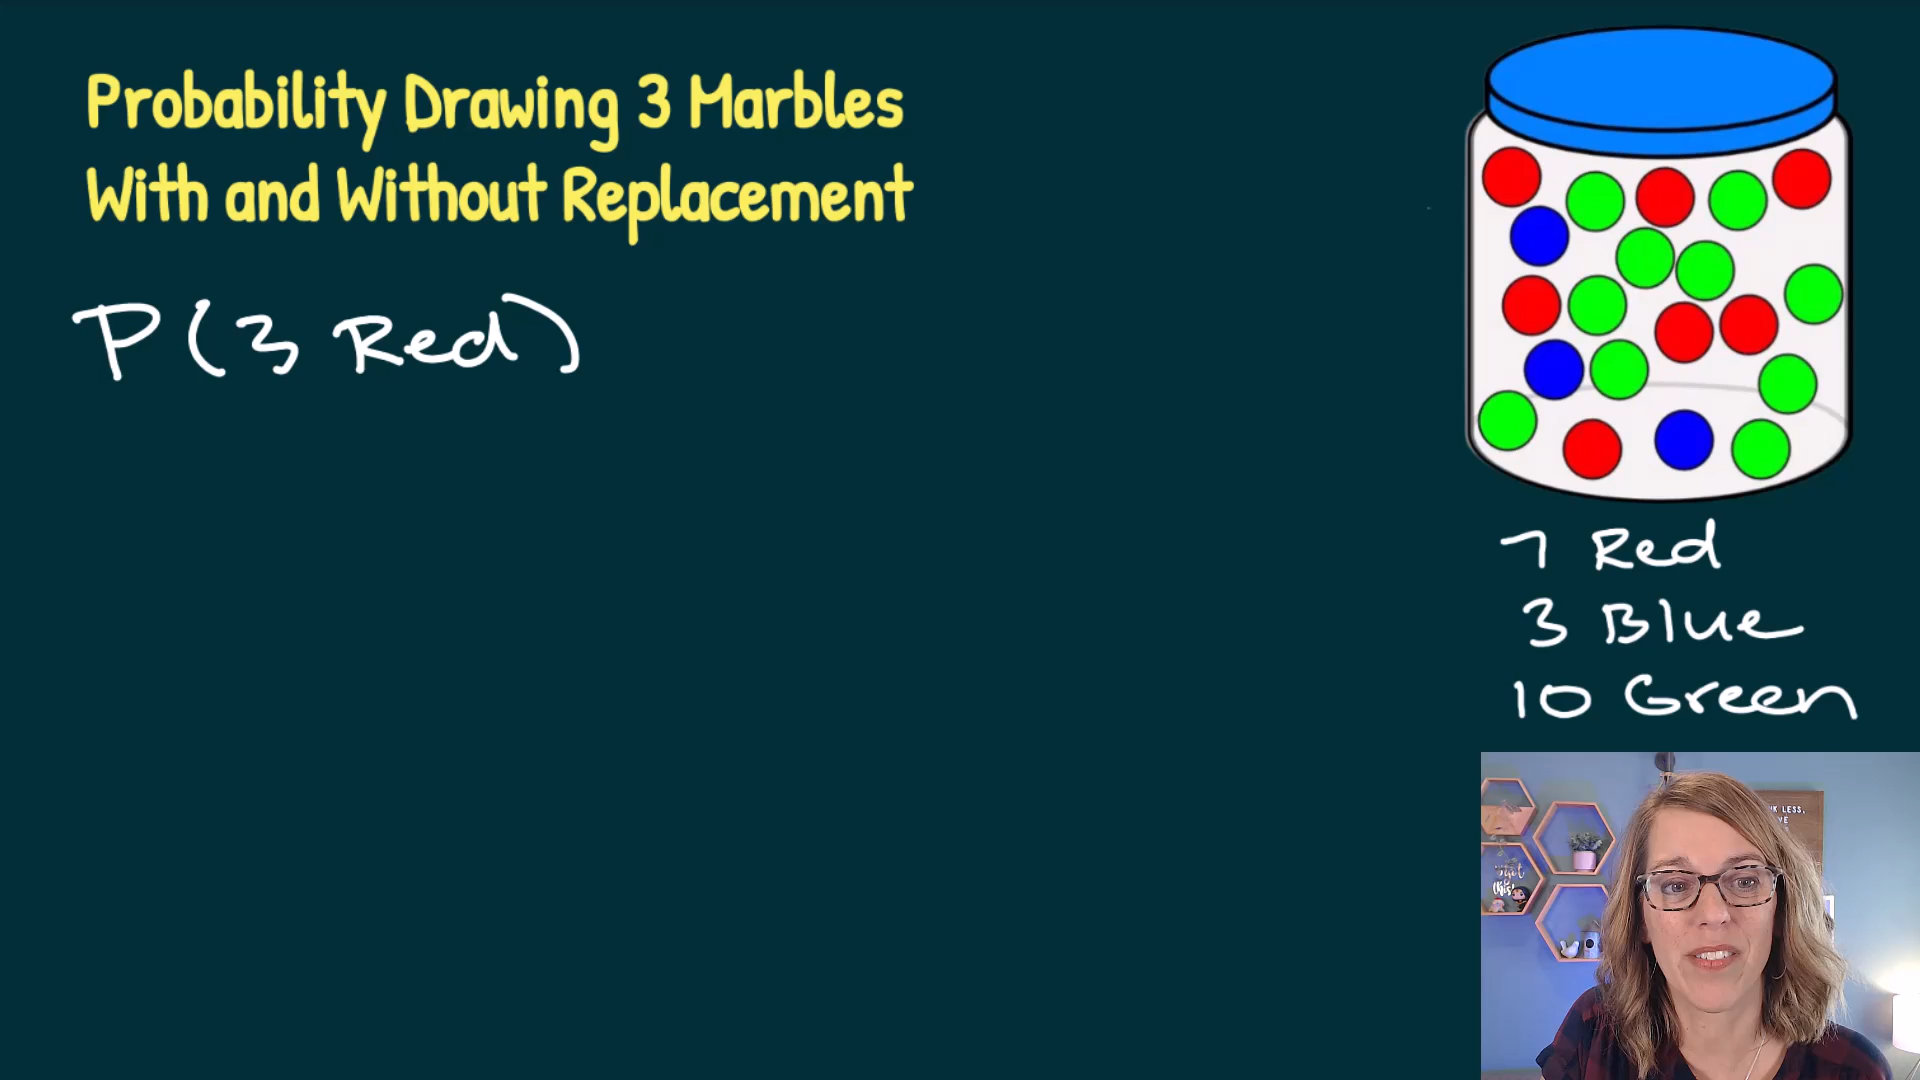 Probability Drawing 3 Marbles
With and Without Replacement
P(3 Red)
7 Red
3 Blue
10 Green